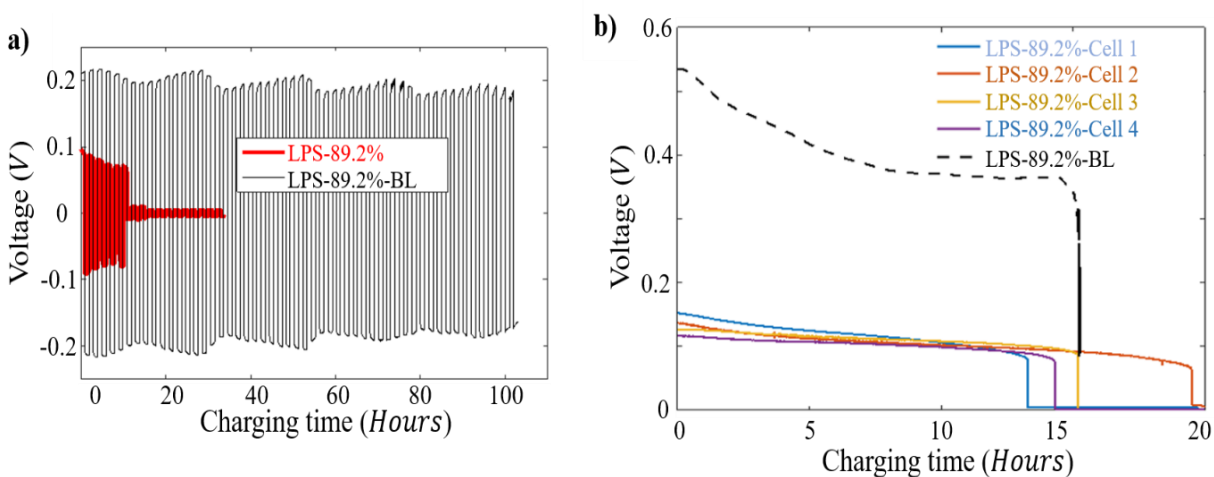 a)
Voltage (V)
0.2
0.1
0
-0.1
-0.2
LPS-89.2%
LPS-89.2%-BL
0 20 40 60 80 100
Charging time (Hours)
b)
Voltage (V)
0.6
0.4
0.2
0
LPS-89.2%-Cell 1
LPS-89.2%-Cell 2
LPS-89.2%-Cell 3
LPS-89.2%-Cell 4
LPS-89.2%-BL
0 5 10 15 20
Charging time (Hours)